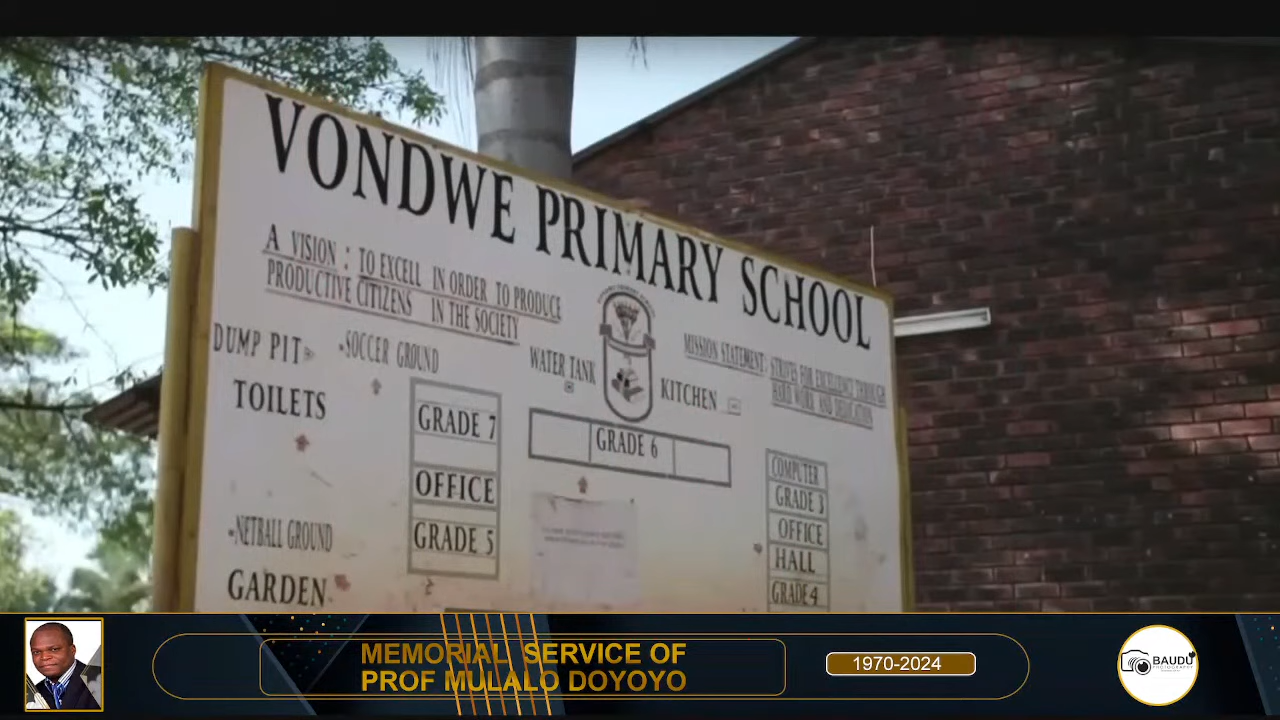 VONDWE PRIMARY SCHOOL
A VISION : TO EXCELL IN ORDER TO PRODUCE
PRODUCTIVE CITIZENS IN THE SOCIETY
MISSION STATEMENT: STRIVES FOR EXCELLENCE THROUGH
HARD WORK AND DEDICATION
DUMP PIT
SOCCER GROUND
WATER TANK
KITCHEN
TOILETS
GRADE 7
GRADE 6
OFFICE
GRADE 5
COMPUTER
GRADE 3
OFFICE
HALL
GRADE 4
NETBALL GROUND
GARDEN
MEMORIAL SERVICE OF
PROF MULALO DOYOYO
1970-2024
BAUDU
PHOTOGRAPHY